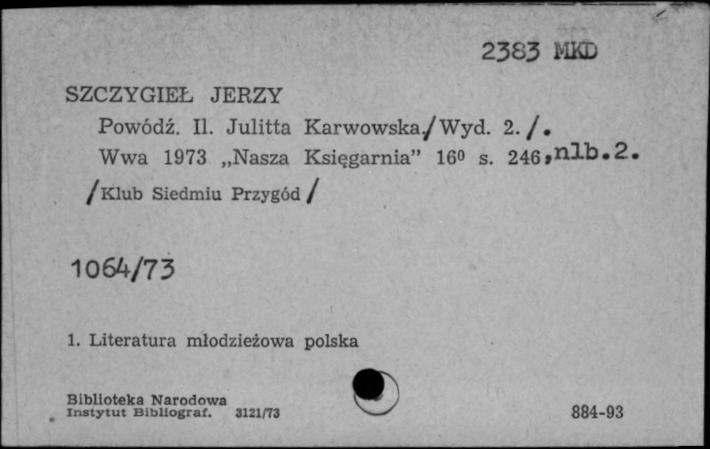 2383 MKD
SZCZYGIEŁ JERZY
Powódź. Il. Julitta Karwowska./Wyd. 2./.
Wwa 1973 „Nasza Księgarnia” 16⁰ s. 246,nlb.2.
/Klub Siedmiu Przygód/
1064/73
1. Literatura młodzieżowa polska
Biblioteka Narodowa
Instytut Bibliograf. 3121/73
884-93